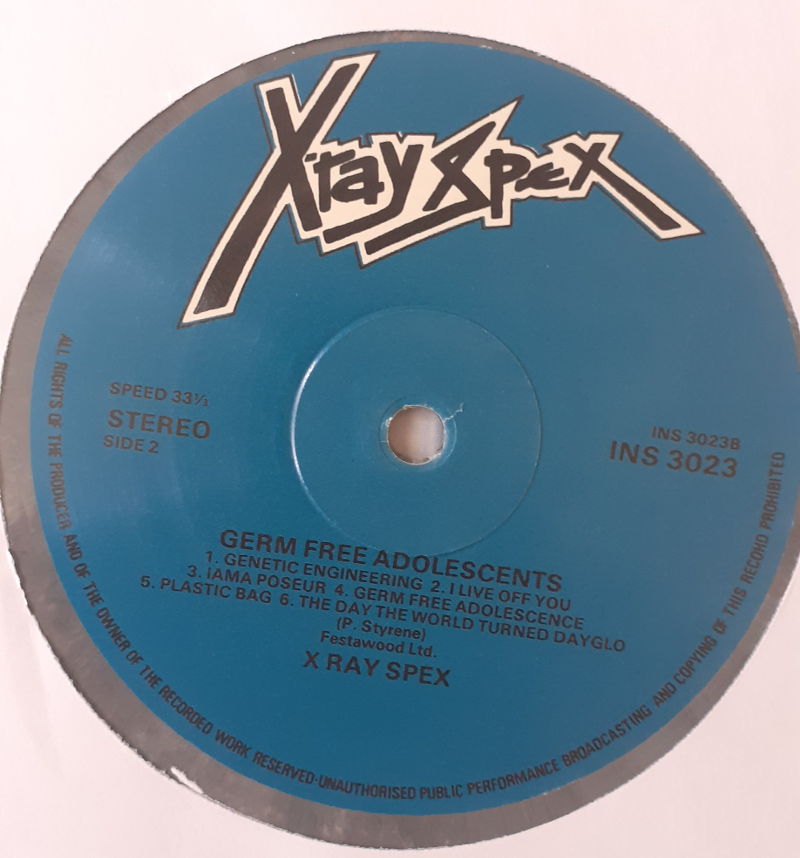 X ray Spex
SPEED 33⅓
STEREO
SIDE 2
INS 3023B
INS 3023
GERM FREE ADOLESCENTS
1. GENETIC ENGINEERING 2. I LIVE OFF YOU
3. IAMA POSEUR 4. GERM FREE ADOLESCENCE
5. PLASTIC BAG 6. THE DAY THE WORLD TURNED DAYGLO
(P. Styrene)
Festawood Ltd.
X RAY SPEX
ALL RIGHTS OF THE PRODUCER AND OF THE OWNER OF THE RECORDED WORK RESERVED·UNAUTHORISED PUBLIC PERFORMANCE BROADCASTING AND COPYING OF THIS RECORD PROHIBITED